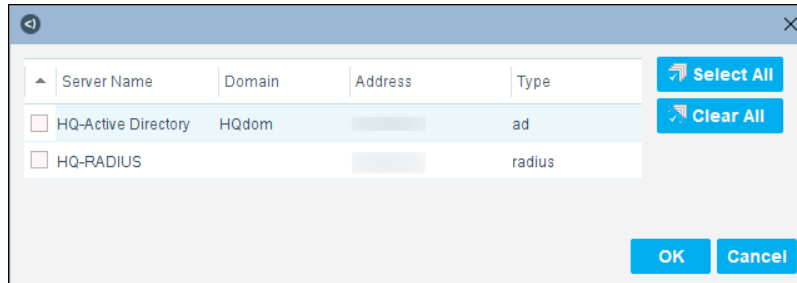 Server Name Domain Address Type
HQ-Active Directory HQdom ad
HQ-RADIUS radius
Select All
Clear All
OK Cancel